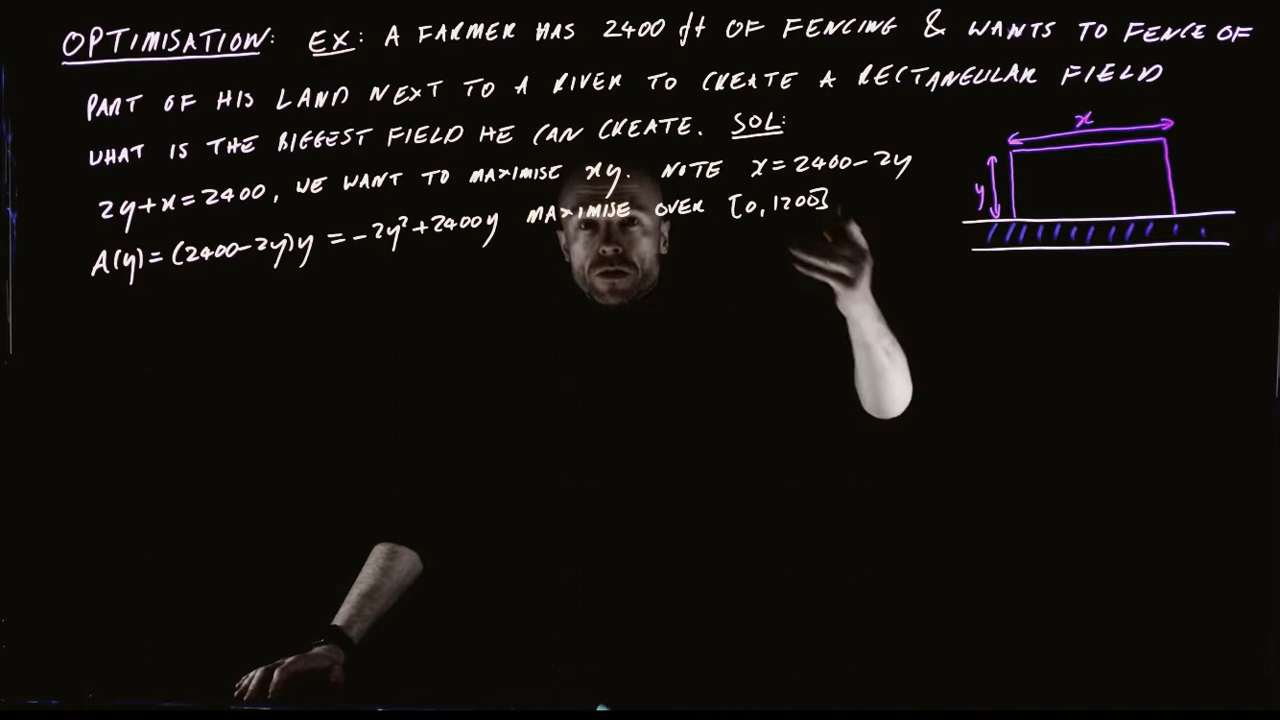 OPTIMISATION: EX: A FARMER HAS 2400 ft OF FENCING & WANTS TO FENCE OF
PART OF HIS LAND NEXT TO A RIVER TO CREATE A RECTANGULAR FIELD
WHAT IS THE BIGGEST FIELD HE CAN CREATE. SOL:
2y+x=2400, WE WANT TO MAXIMISE xy. NOTE x=2400-2y
A(y)=(2400-2y)y =-2y²+2400y MAXIMISE OVER [0,1200]
x
y